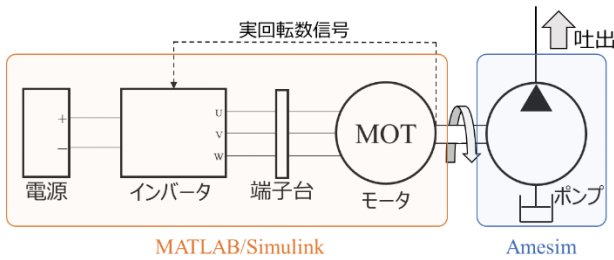 実回転数信号
吐出
+
−
U
V
W
MOT
電源
インバータ
端子台
モータ
ポンプ
MATLAB/Simulink
Amesim